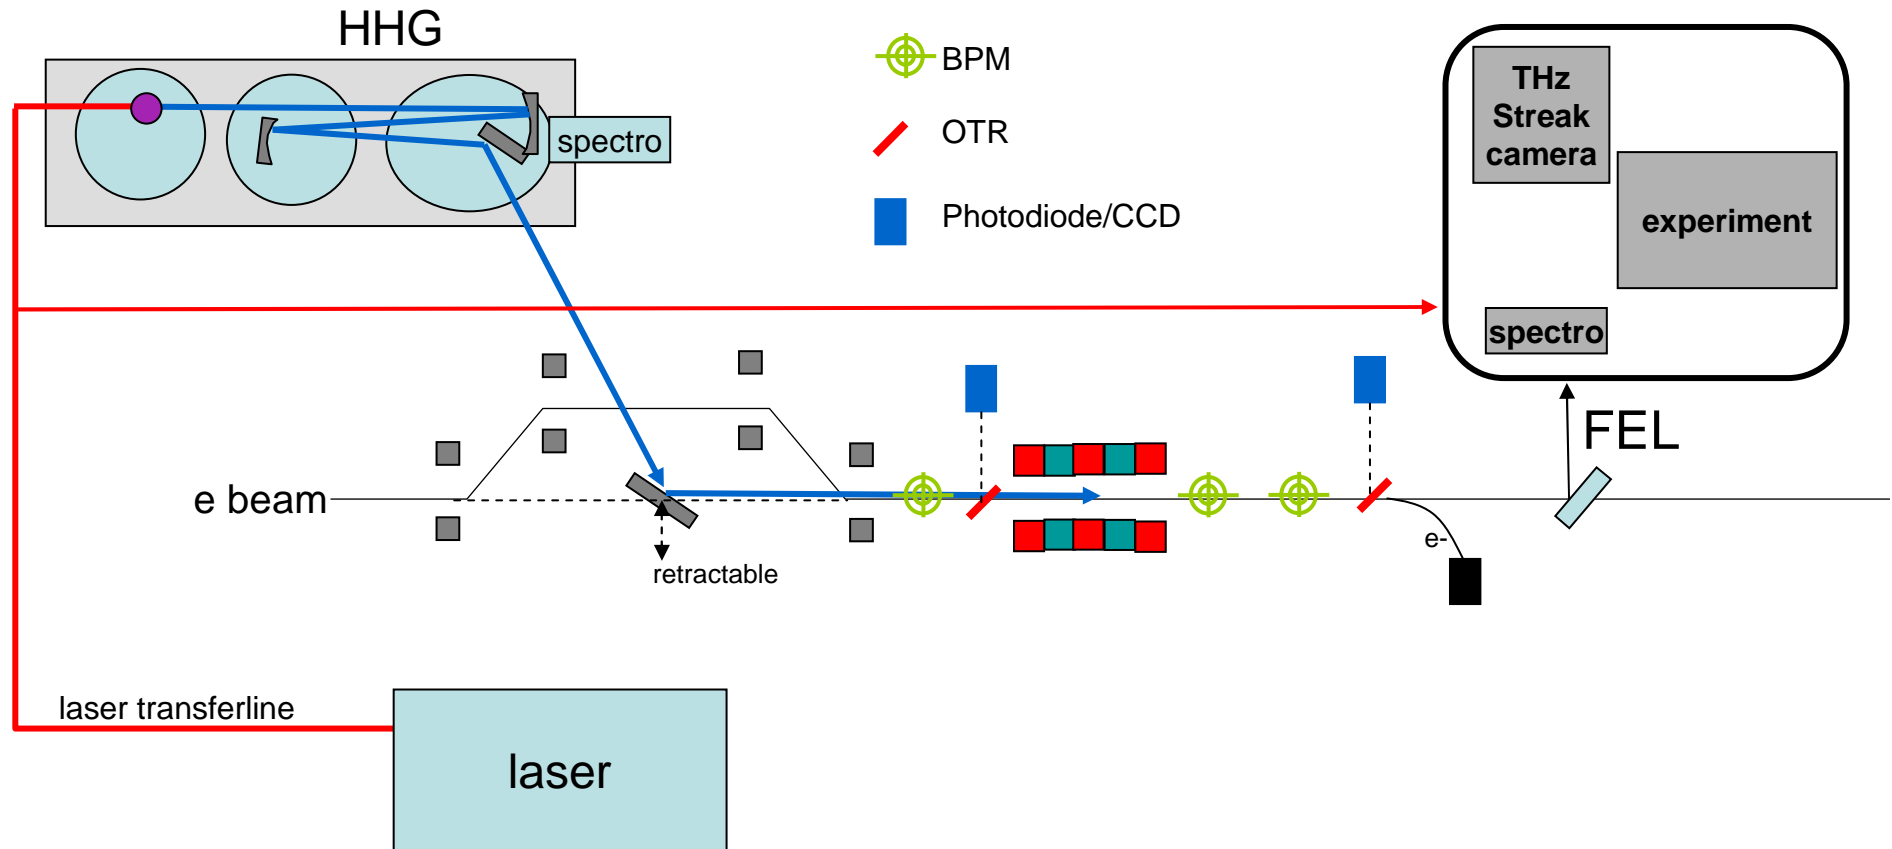 HHG
spectro
BPM
OTR
Photodiode/CCD
THz
Streak
camera
experiment
spectro
FEL
e beam
retractable
e-
laser transferline
laser